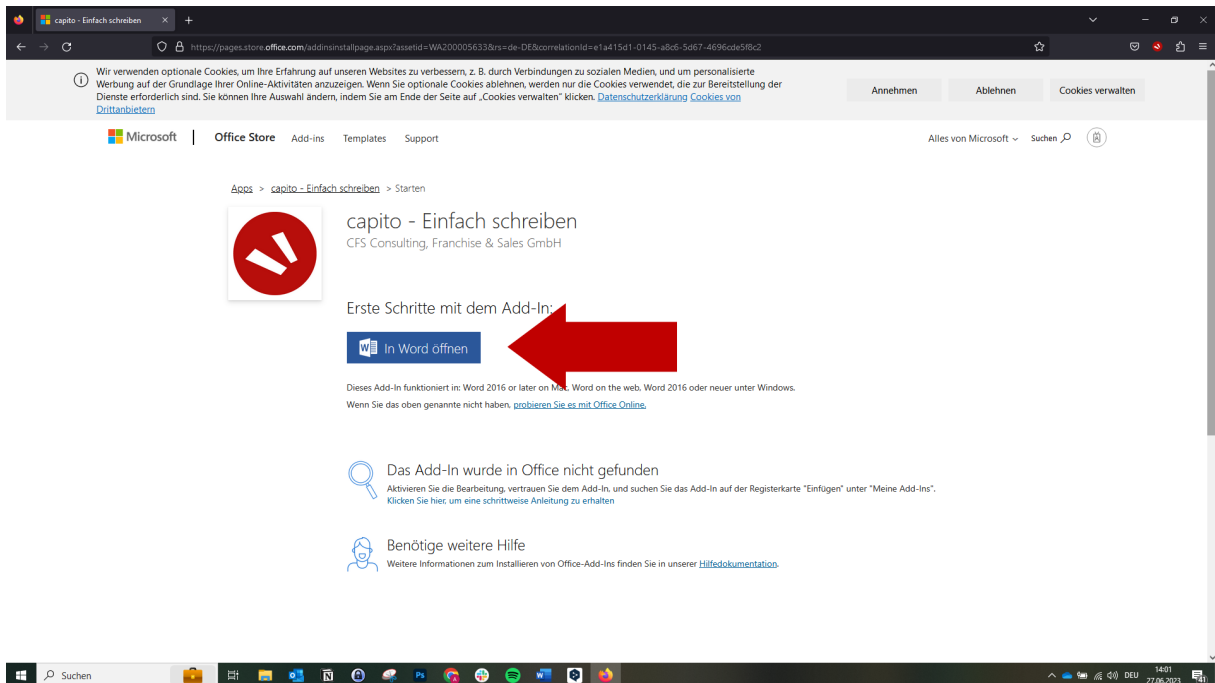 capito - Einfach schreiben
https://pages.store.office.com/addinsinstallpage.aspx?assetid=WA200005633&rs=de-DE&correlationId=e1a415d1-0145-a8c6-5d67-4696cde5f8c2
Wir verwenden optionale Cookies, um Ihre Erfahrung auf unseren Websites zu verbessern, z. B. durch Verbindungen zu sozialen Medien, und um personalisierte
Werbung auf der Grundlage Ihrer Online-Aktivitäten anzuzeigen. Wenn Sie optionale Cookies ablehnen, werden nur die Cookies verwendet, die zur Bereitstellung der
Dienste erforderlich sind. Sie können Ihre Auswahl ändern, indem Sie am Ende der Seite auf „Cookies verwalten" klicken. Datenschutzerklärung Cookies von
Drittanbietern
Annehmen Ablehnen Cookies verwalten
Microsoft Office Store Add-ins Templates Support Alles von Microsoft Suchen
Apps > capito - Einfach schreiben > Starten
capito - Einfach schreiben
CFS Consulting, Franchise & Sales GmbH
Erste Schritte mit dem Add-In:
In Word öffnen
Dieses Add-In funktioniert in: Word 2016 or later on Mac, Word on the web, Word 2016 oder neuer unter Windows.
Wenn Sie das oben genannte nicht haben, probieren Sie es mit Office Online.
Das Add-In wurde in Office nicht gefunden
Aktivieren Sie die Bearbeitung, vertrauen Sie dem Add-In, und suchen Sie das Add-In auf der Registerkarte "Einfügen" unter "Meine Add-Ins".
Klicken Sie hier, um eine schrittweise Anleitung zu erhalten
Benötige weitere Hilfe
Weitere Informationen zum Installieren von Office-Add-Ins finden Sie in unserer Hilfedokumentation.
Suchen
DEU
14:01
27.06.2023